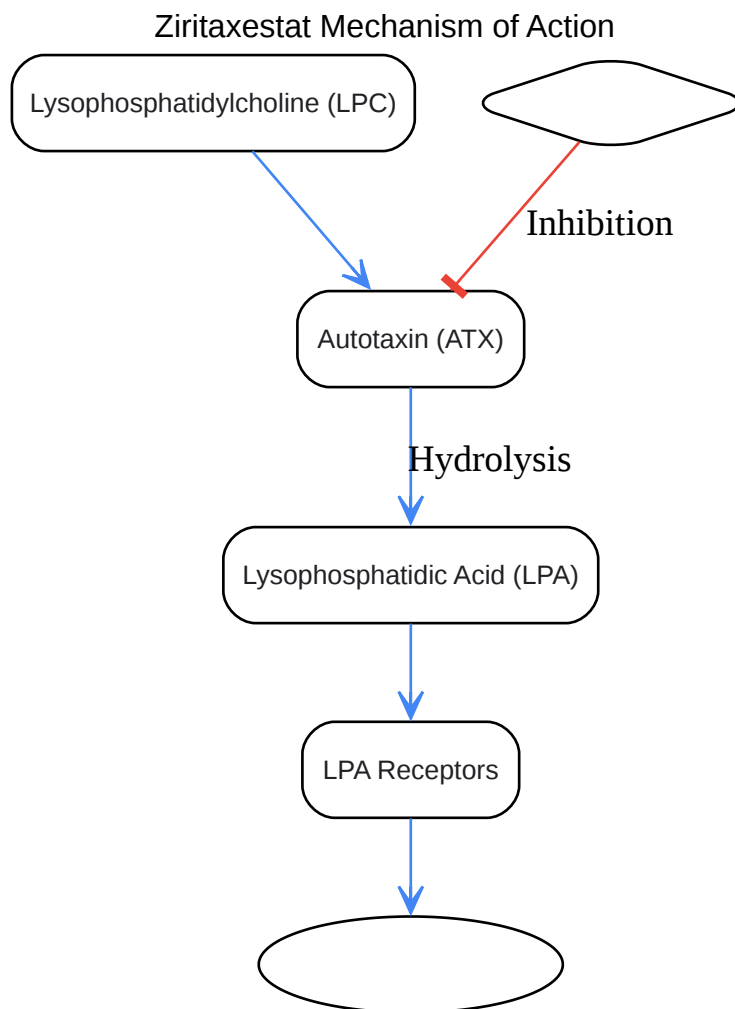 Ziritaxestat Mechanism of Action
Lysophosphatidylcholine (LPC)
Inhibition
Autotaxin (ATX)
Hydrolysis
Lysophosphatidic Acid (LPA)
LPA Receptors